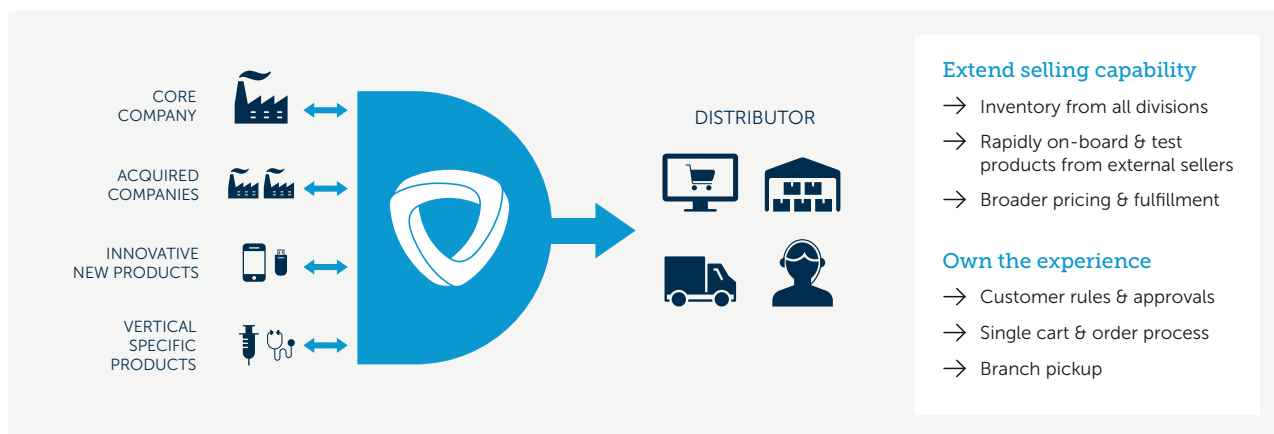 CORE
COMPANY
ACQUIRED
COMPANIES
INNOVATIVE
NEW PRODUCTS
VERTICAL
SPECIFIC
PRODUCTS
DISTRIBUTOR
Extend selling capability
→ Inventory from all divisions
→ Rapidly on-board & test
products from external sellers
→ Broader pricing & fulfillment
Own the experience
→ Customer rules & approvals
→ Single cart & order process
→ Branch pickup